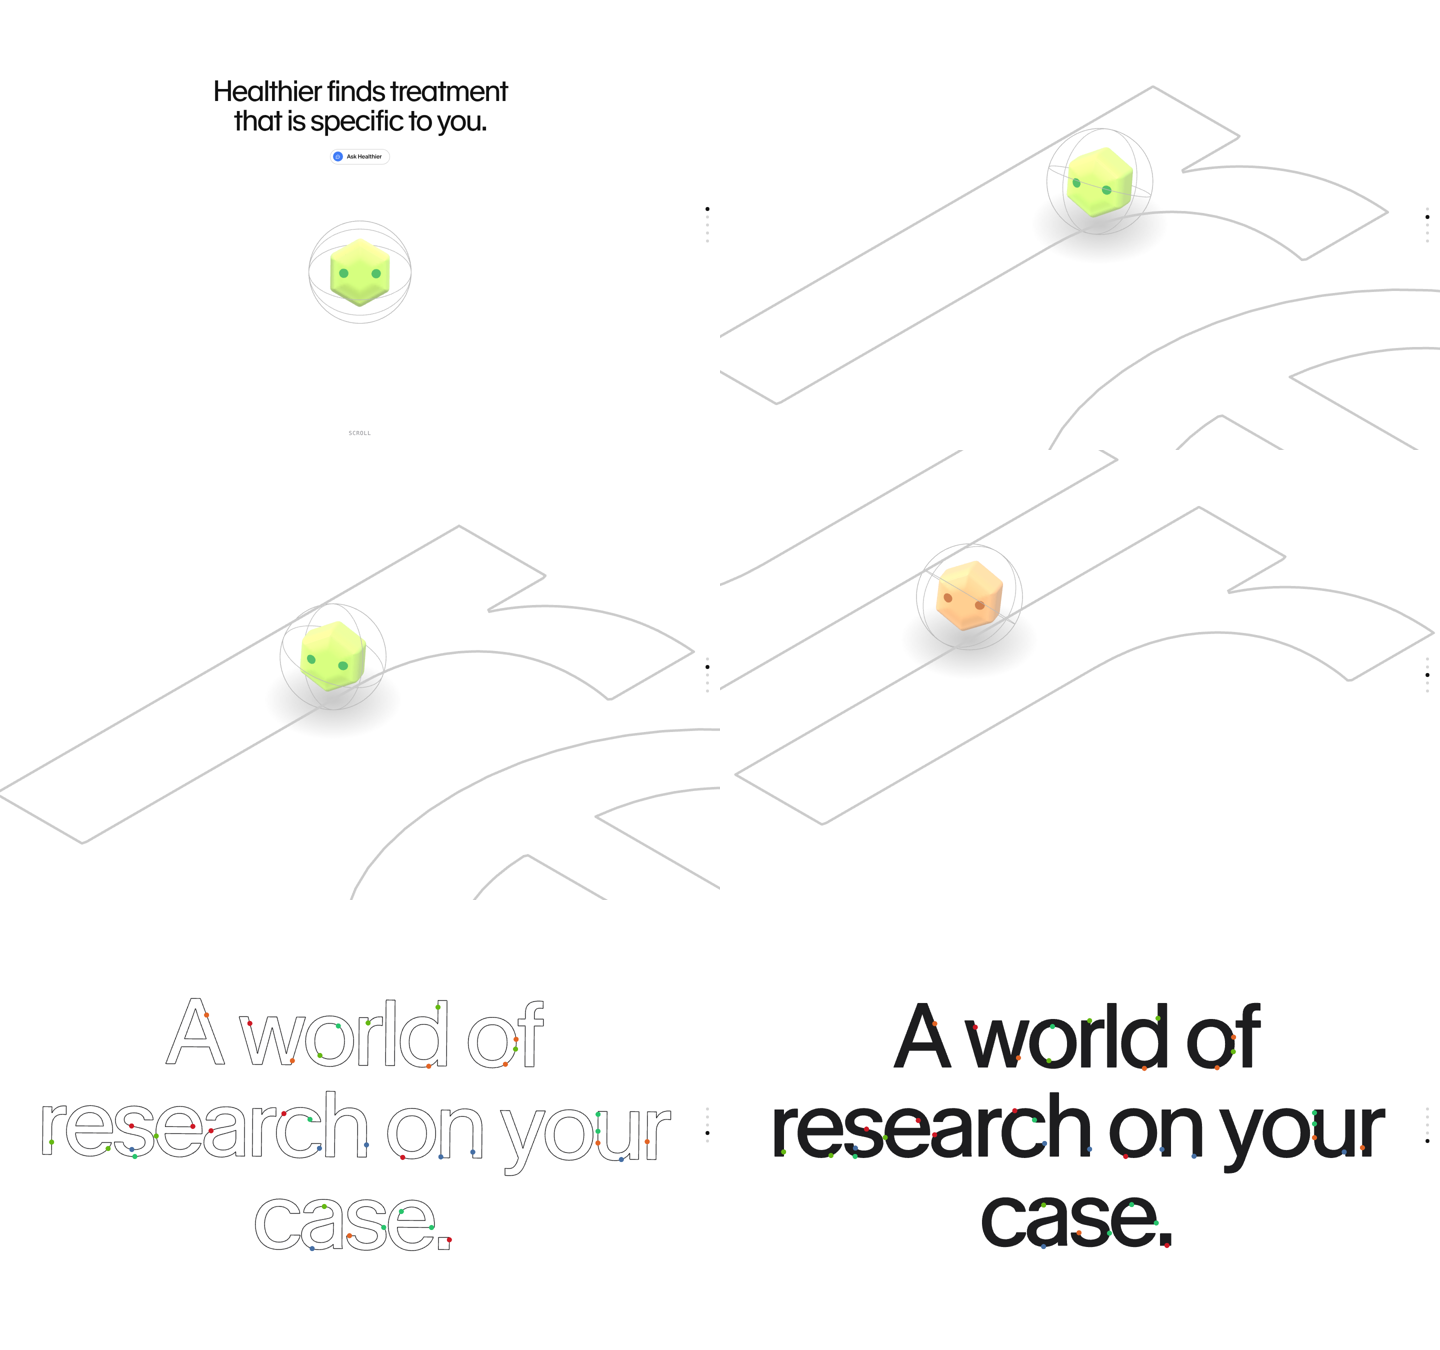 Healthier finds treatment
that is specific to you.
Ask Healthier
SCROLL
A world of
research on your
case.
A world of
research on your
case.